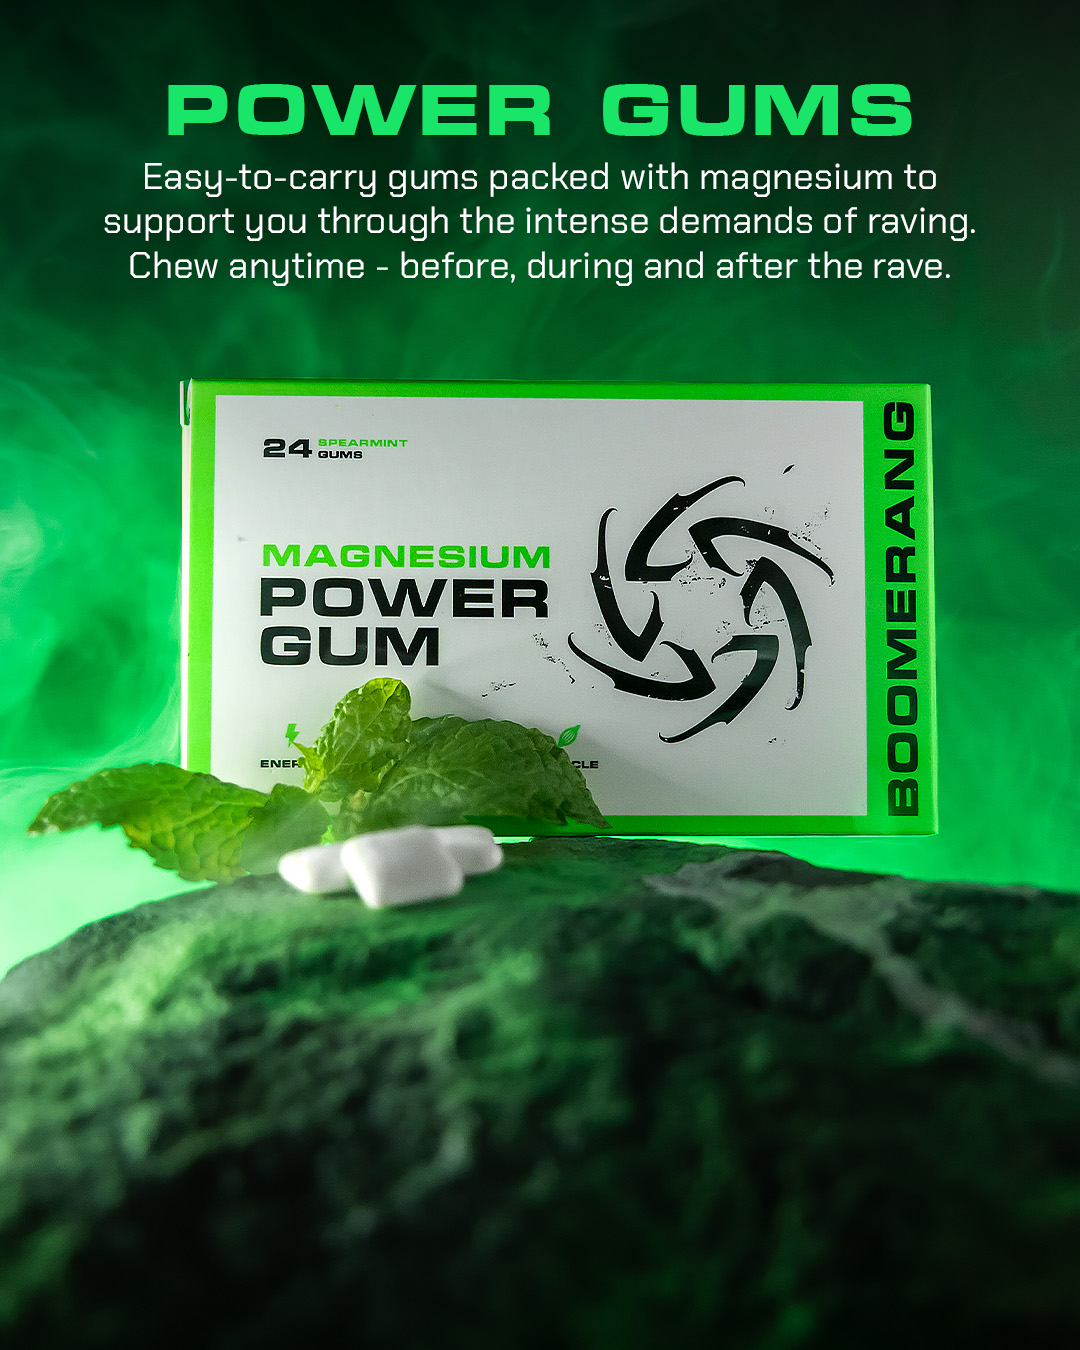 POWER GUMS
Easy-to-carry gums packed with magnesium to
support you through the intense demands of raving.
Chew anytime - before, during and after the rave.
24 SPEARMINT
GUMS
MAGNESIUM
POWER
GUM
BOOMERANG